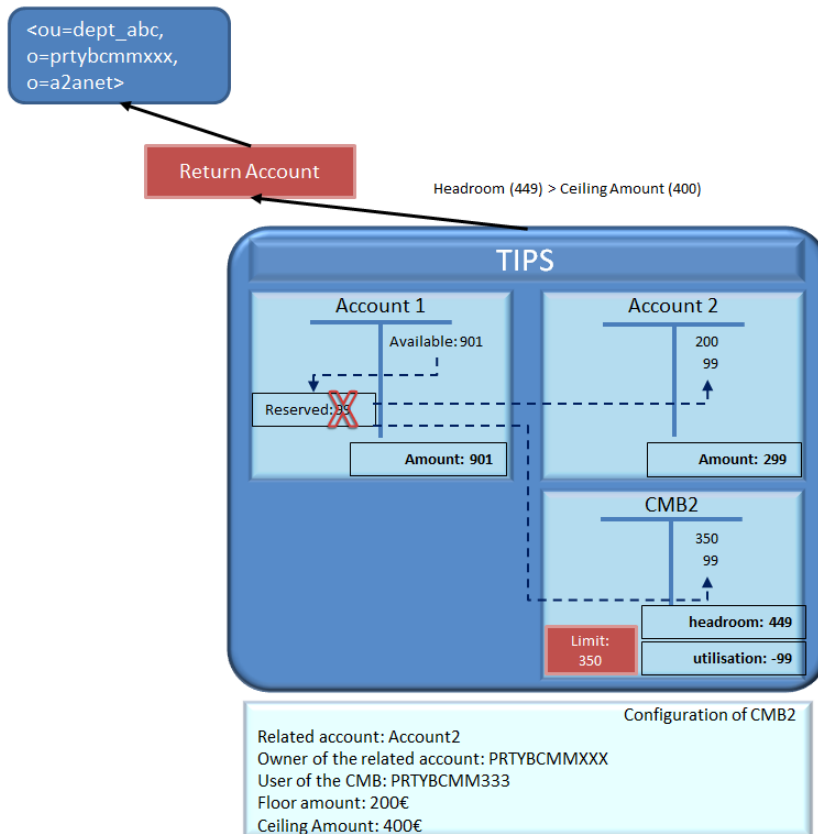 <ou=dept_abc,
o=prtybcmmxxx,
o=a2anet>
Return Account
Headroom (449) > Ceiling Amount (400)
TIPS
Account 1
Available: 901
Reserved: 99
X
Amount: 901
Account 2
200
99
Amount: 299
CMB2
350
99
headroom: 449
Limit:
350
utilisation: -99
Configuration of CMB2
Related account: Account2
Owner of the related account: PRTYBCMMXXX
User of the CMB: PRTYBCMM333
Floor amount: 200€
Ceiling Amount: 400€